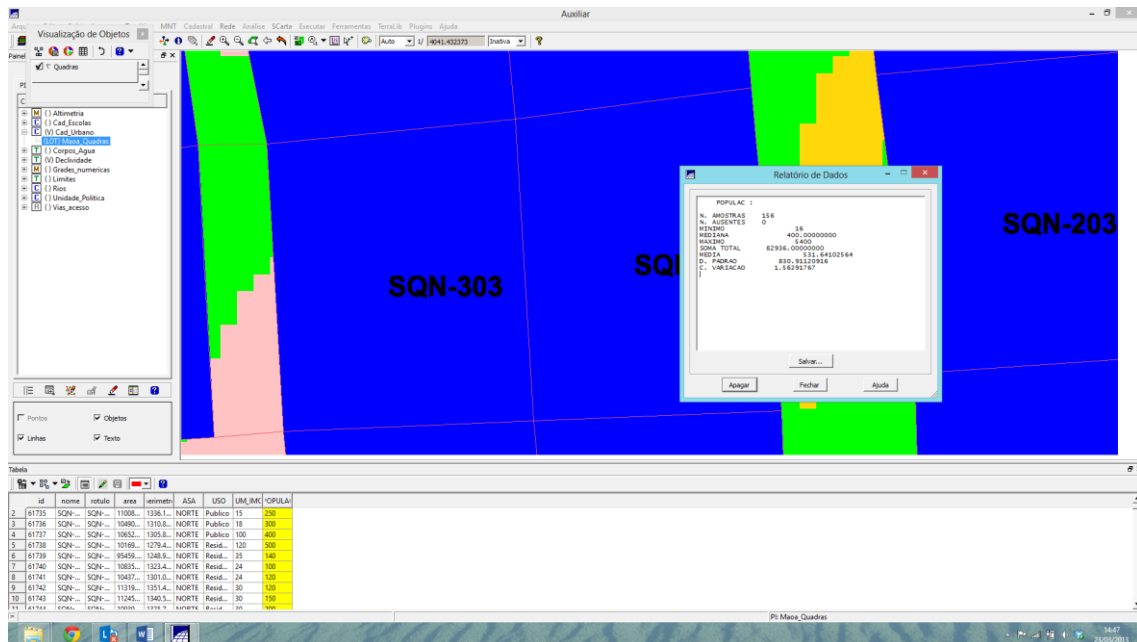 Auxiliar
MNT Cadastral Rede Análise SCarta Executar Ferramentas TerraLib Plugins Ajuda
Visualização de Objetos
Auto 1/ 4041.432373 Inativa
Painel
Quadras
( ) Altimetria
( ) Cad_Escolas
(V) Cad_Urbano
(LOT) Maoa_Quadras
( ) Corpos_Agua
(V) Declividade
( ) Grades_numericas
( ) Limites
( ) Rios
( ) Unidade_Politica
( ) Vias_acesso
Pontos Objetos
Linhas Texto
SQN-303
SQN-203
Relatório de Dados
POPULAC :
N. AMOSTRAS 156
N. AUSENTES 0
MINIMO 16
MEDIANA 400.00000000
MAXIMO 5400
SOMA TOTAL 82936.00000000
MEDIA 531.64102564
D. PADRAO 830.91120916
C. VARIACAO 1.56291767
Salvar...
Apagar Fechar Ajuda
Tabela
id nome rotulo area erimetr ASA USO UM_IMC OPULA
2 61735 SQN-... SQN-... 11008... 1336.1... NORTE Publico 15 250
3 61736 SQN-... SQN-... 10490... 1310.8... NORTE Publico 18 300
4 61737 SQN-... SQN-... 10652... 1305.8... NORTE Publico 100 400
5 61738 SQN-... SQN-... 10169... 1279.4... NORTE Resid... 120 500
6 61739 SQN-... SQN-... 95459.... 1248.9... NORTE Resid... 35 140
7 61740 SQN-... SQN-... 10835... 1323.4... NORTE Resid... 24 100
8 61741 SQN-... SQN-... 10437... 1301.0... NORTE Resid... 24 120
9 61742 SQN-... SQN-... 11319... 1351.4... NORTE Resid... 30 120
10 61743 SQN-... SQN-... 11245... 1340.5... NORTE Resid... 30 150
PI: Maoa_Quadras
14:47
23/03/2013